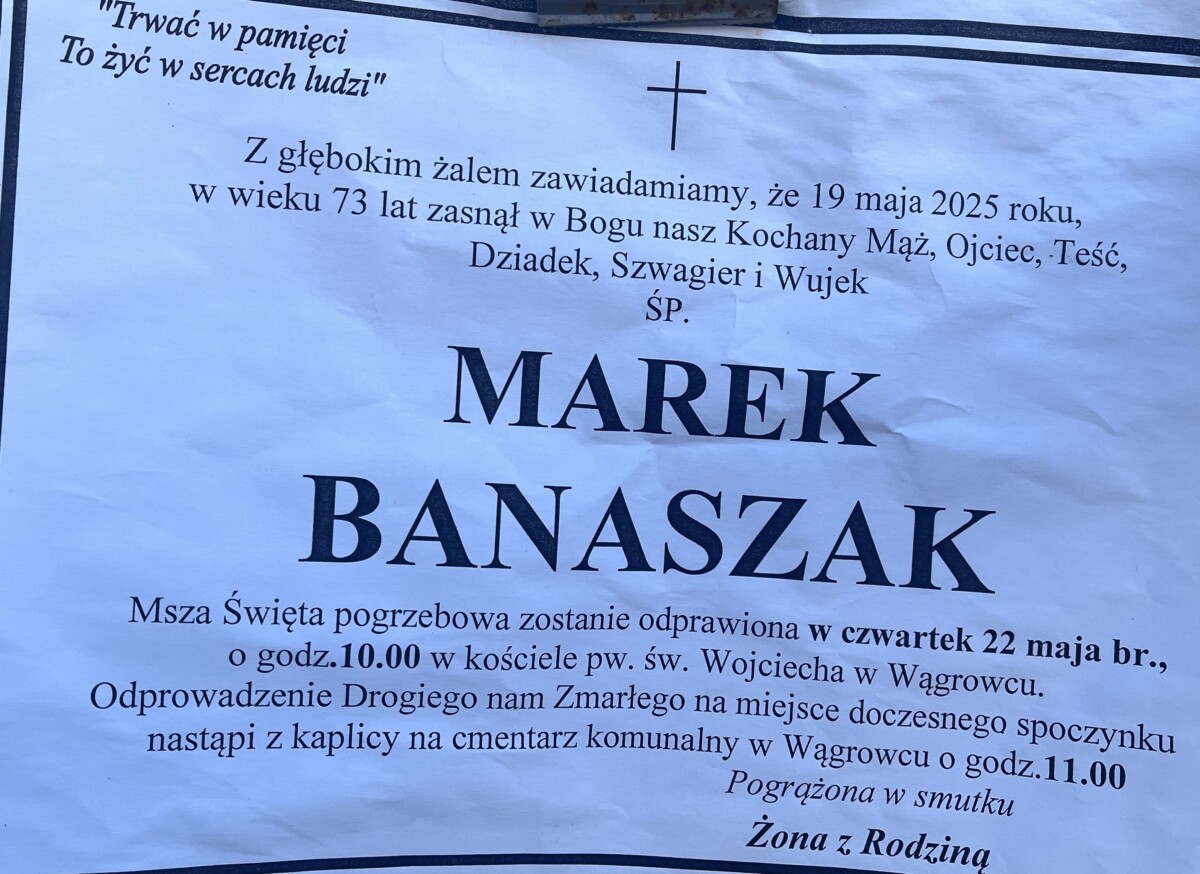 "Trwać w pamięci
To żyć w sercach ludzi"
Z głębokim żalem zawiadamiamy, że 19 maja 2025 roku,
w wieku 73 lat zasnął w Bogu nasz Kochany Mąż, Ojciec, Teść,
Dziadek, Szwagier i Wujek
ŚP.
MAREK
BANASZAK
Msza Święta pogrzebowa zostanie odprawiona w czwartek 22 maja br.,
o godz.10.00 w kościele pw. św. Wojciecha w Wągrowcu.
Odprowadzenie Drogiego nam Zmarłego na miejsce doczesnego spoczynku
nastąpi z kaplicy na cmentarz komunalny w Wągrowcu o godz.11.00
Pogrążona w smutku
Żona z Rodziną